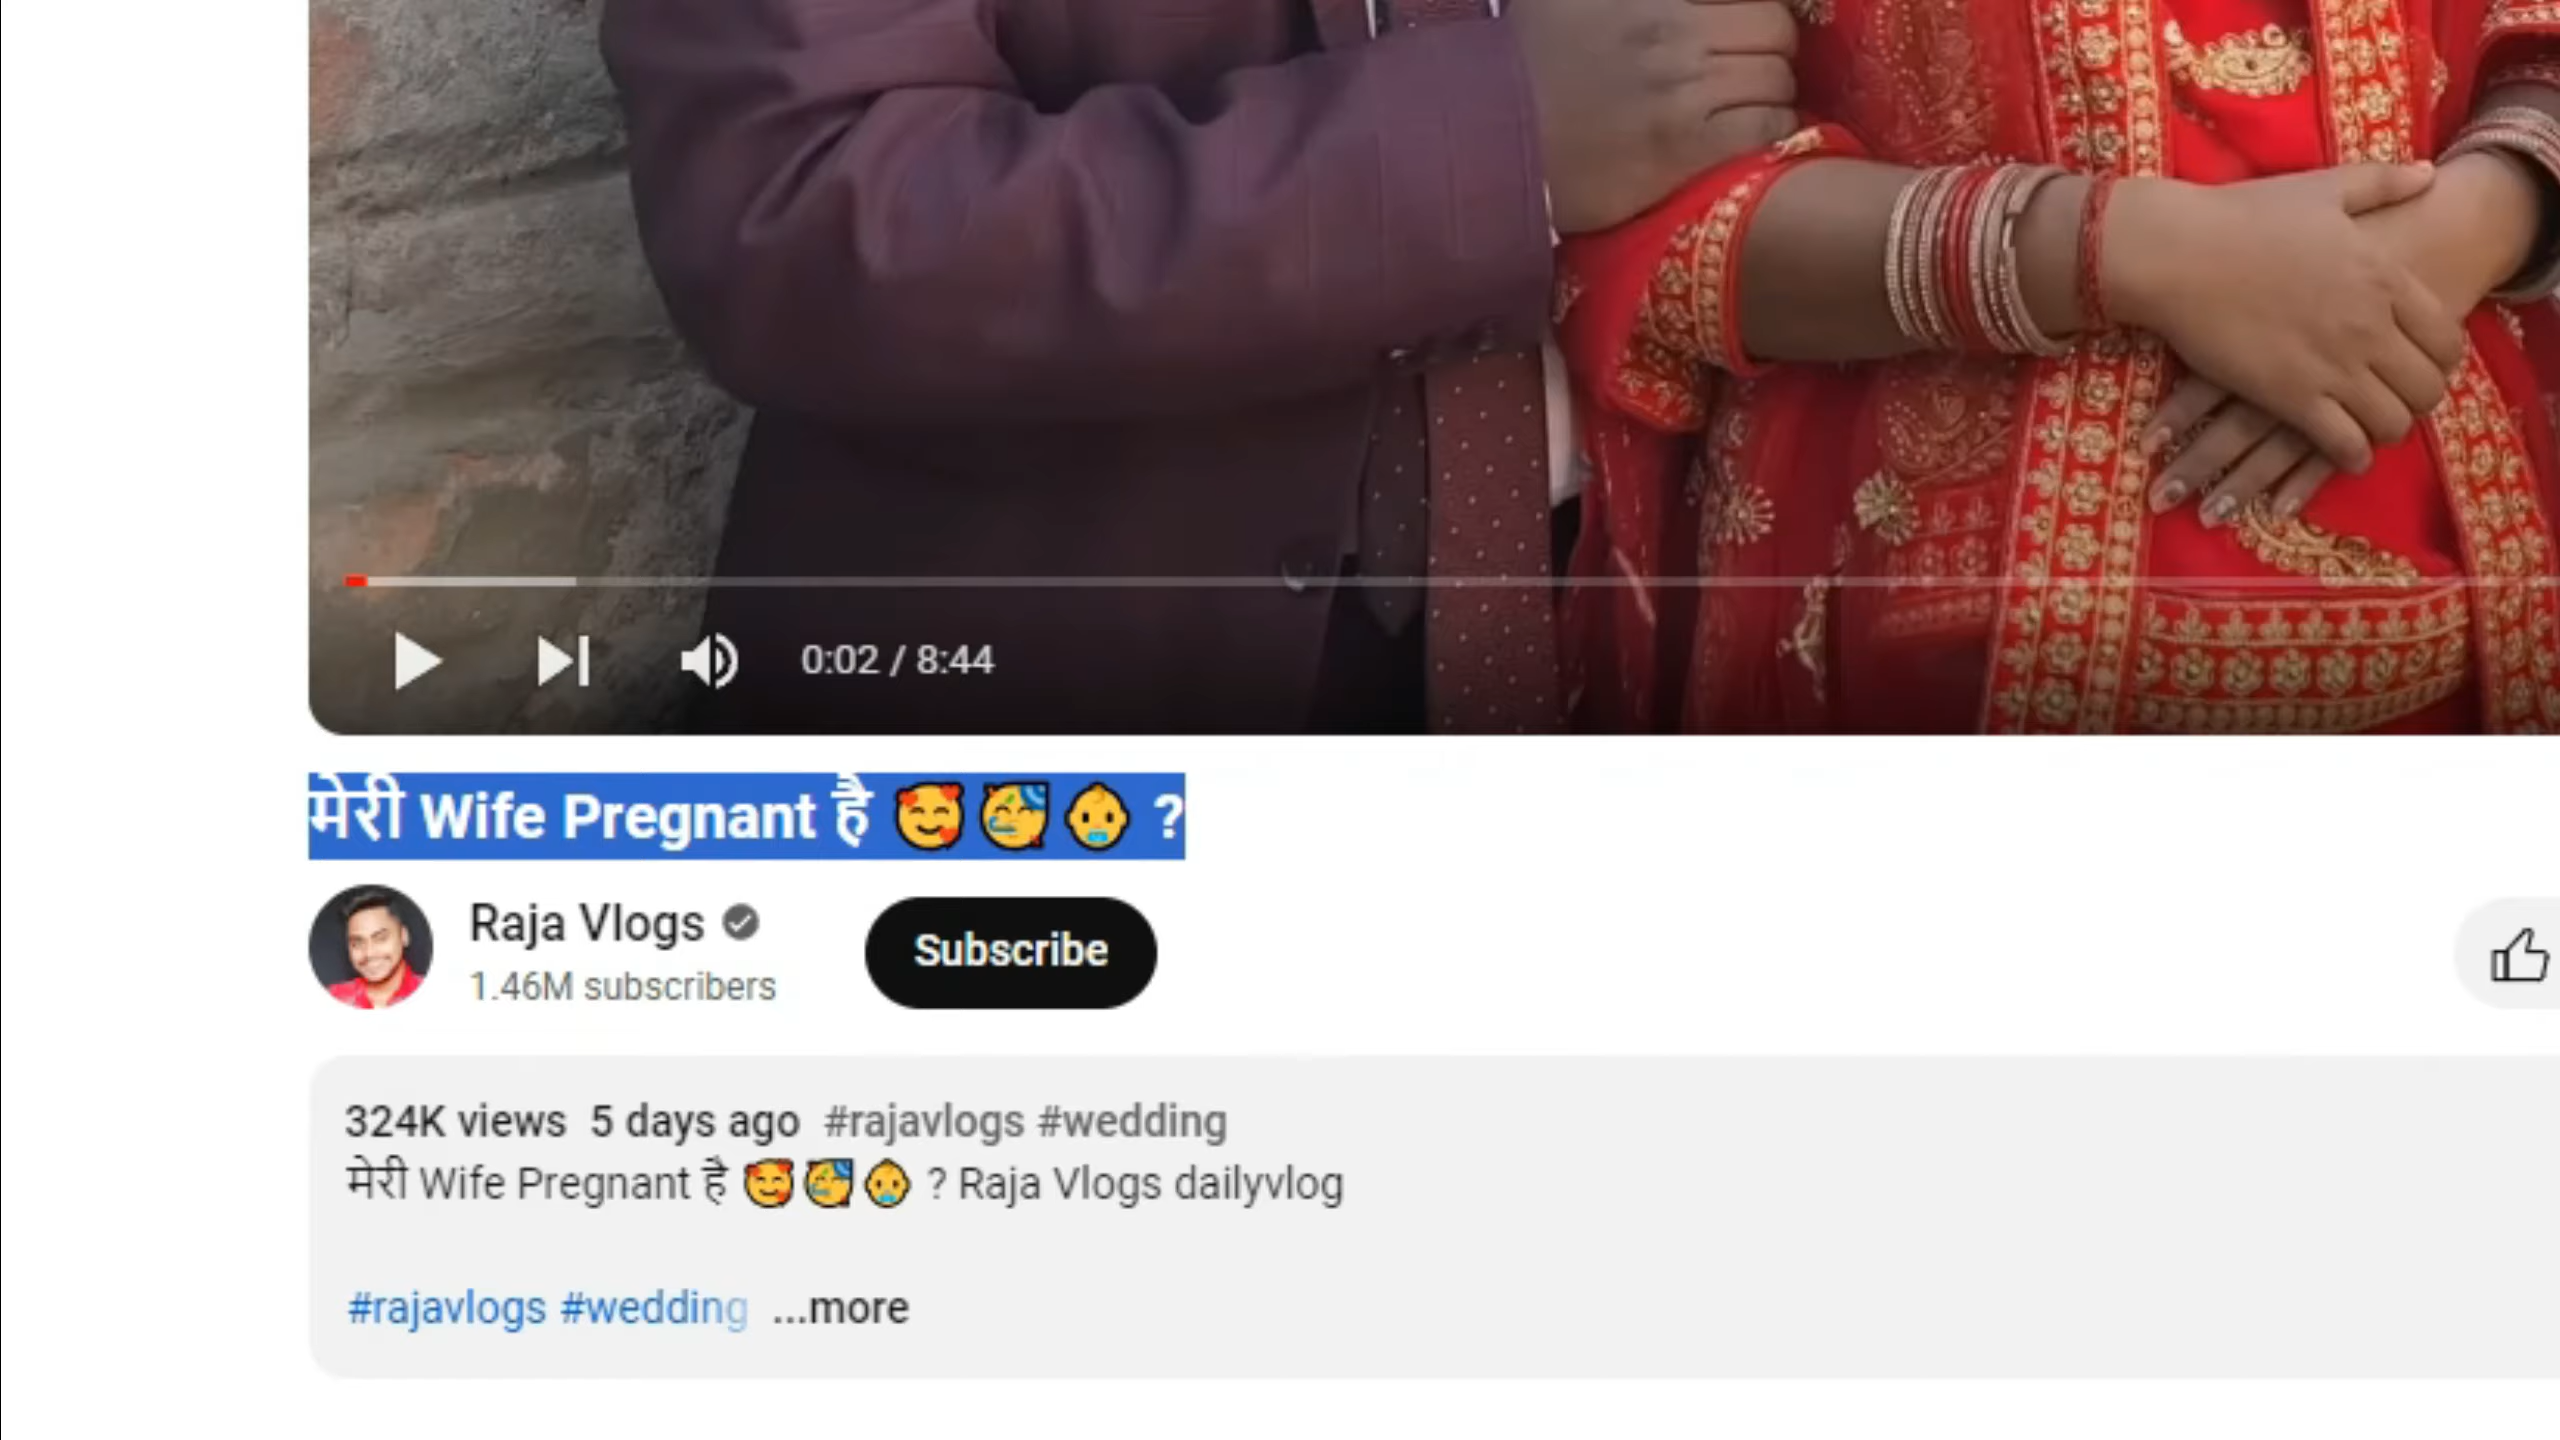 0:02 / 8:44
मेरी Wife Pregnant है 🥰🥳👶 ?
Raja Vlogs
1.46M subscribers
Subscribe
324K views 5 days ago #rajavlogs #wedding
मेरी Wife Pregnant है 🥰🥳👶 ? Raja Vlogs dailyvlog
#rajavlogs #wedding ...more